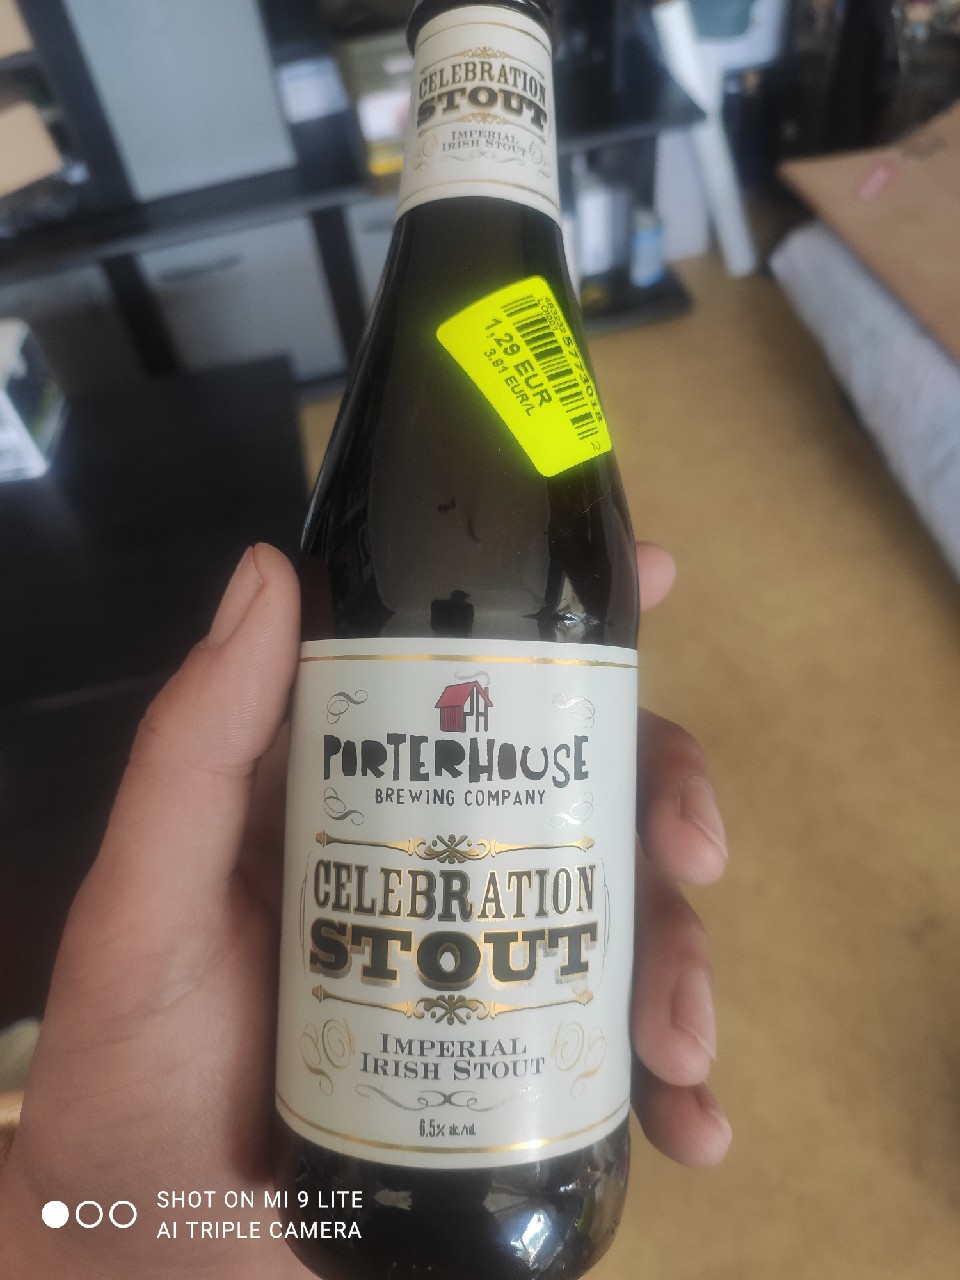 CELEBRATION
STOUT
IMPERIAL
IRISH STOUT
1,29 EUR
3.91 EUR/L
PH
PORTERHOUSE
BREWING COMPANY
CELEBRATION
STOUT
IMPERIAL
IRISH STOUT
6.5% alc./vol.
SHOT ON MI 9 LITE
AI TRIPLE CAMERA